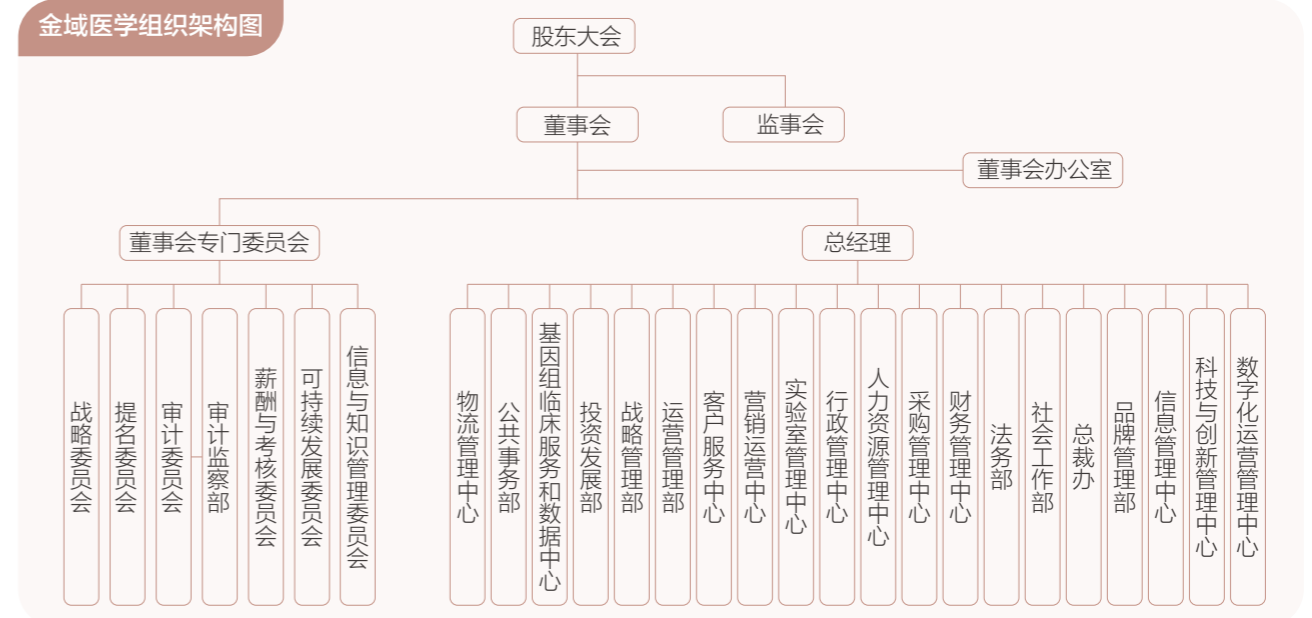 金域医学组织架构图
股东大会
董事会
监事会
董事会办公室
董事会专门委员会
总经理
战略委员会
提名委员会
审计委员会
审计监察部
薪酬与考核委员会
可持续发展委员会
信息与知识管理委员会
物流管理中心
公共事务部
基因组临床服务和数据中心
投资发展部
战略管理部
运营管理部
客户服务中心
营销运营中心
实验室管理中心
行政管理中心
人力资源管理中心
采购管理中心
财务管理中心
法务部
社会工作部
总裁办
品牌管理部
信息管理中心
科技与创新管理中心
数字化运营管理中心